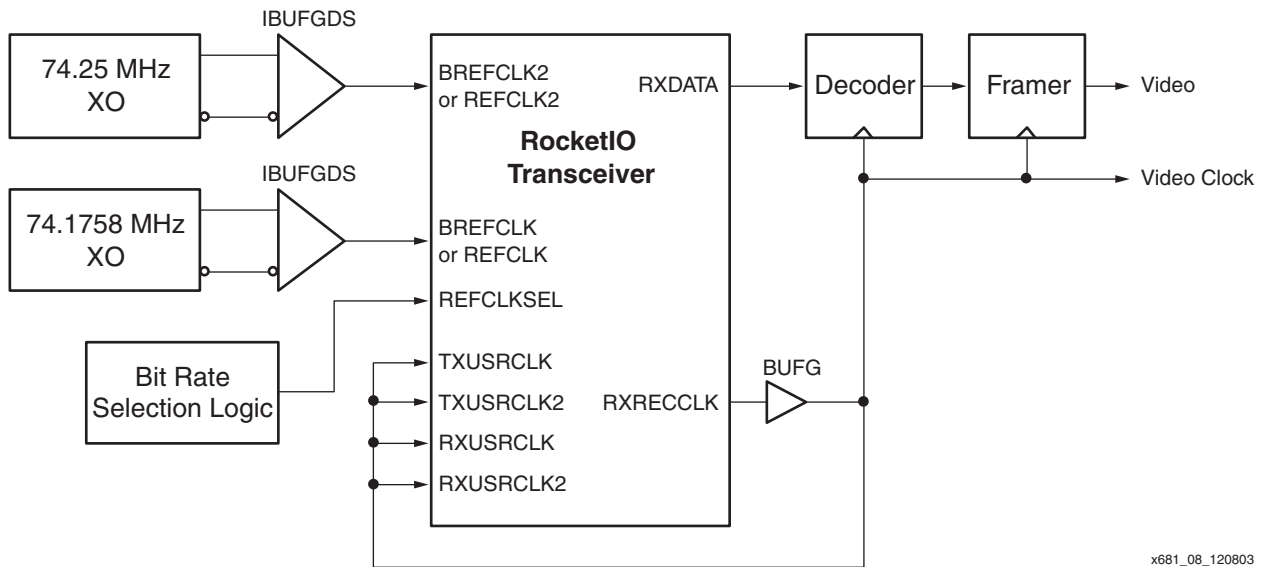 IBUFGDS
74.25 MHz
XO
BREFCLK2
or REFCLK2
RXDATA
Decoder
Framer
Video
RocketIO
Transceiver
IBUFGDS
Video Clock
74.1758 MHz
XO
BREFCLK
or REFCLK
REFCLKSEL
Bit Rate
Selection Logic
TXUSRCLK
TXUSRCLK2
RXUSRCLK
RXUSRCLK2
RXRECCLK
BUFG
x681_08_120803